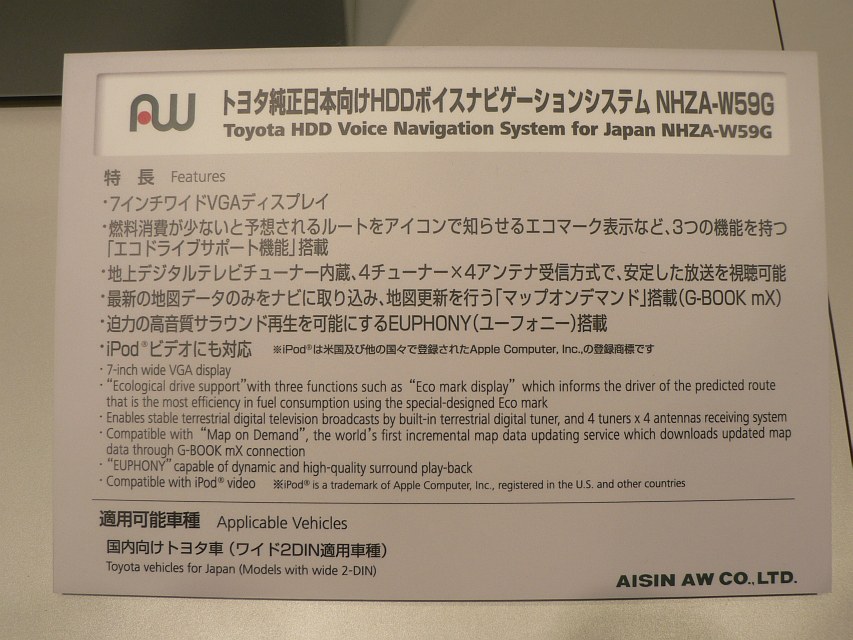 AW
トヨタ純正日本向けHDDボイスナビゲーションシステム NHZA-W59G
Toyota HDD Voice Navigation System for Japan NHZA-W59G
特 長 Features
・7インチワイドVGAディスプレイ
・燃料消費が少ないと予想されるルートをアイコンで知らせるエコマーク表示など、3つの機能を持つ
「エコドライブサポート機能」搭載
・地上デジタルテレビチューナー内蔵、4チューナー×4アンテナ受信方式で、安定した放送を視聴可能
・最新の地図データのみをナビに取り込み、地図更新を行う「マップオンデマンド」搭載(G-BOOK mX)
・迫力の高音質サラウンド再生を可能にするEUPHONY(ユーフォニー)搭載
・iPod®ビデオにも対応 ※iPod®は米国及び他の国々で登録されたApple Computer, Inc.,の登録商標です
・7-inch wide VGA display
・“Ecological drive support”with three functions such as “Eco mark display” which informs the driver of the predicted route
that is the most efficiency in fuel consumption using the special-designed Eco mark
・Enables stable terrestrial digital television broadcasts by built-in terrestrial digital tuner, and 4 tuners x 4 antennas receiving system
・Compatible with “Map on Demand”, the world's first incremental map data updating service which downloads updated map
data through G-BOOK mX connection
・“EUPHONY”capable of dynamic and high-quality surround play-back
・Compatible with iPod® video ※iPod® is a trademark of Apple Computer, Inc., registered in the U.S. and other countries
適用可能車種 Applicable Vehicles
国内向けトヨタ車(ワイド2DIN適用車種)
Toyota vehicles for Japan (Models with wide 2-DIN)
AISIN AW CO.,LTD.